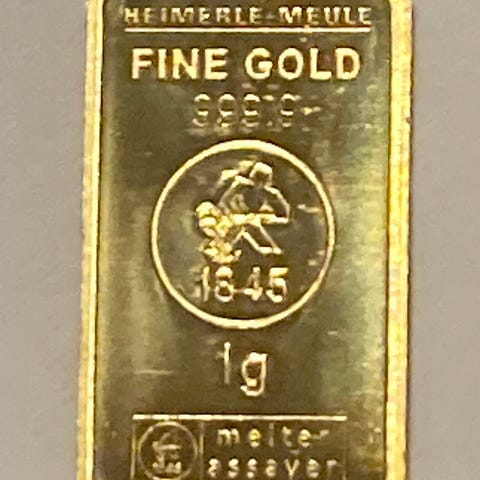 HEIMERLE+MEULE
FINE GOLD
999.9
1845
1g
melter
assayer